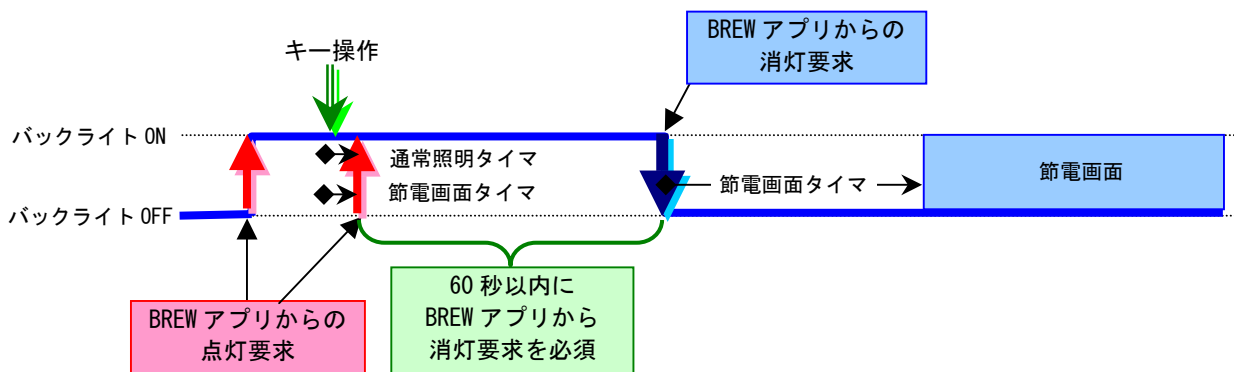 BREW アプリからの
消灯要求
キー操作
バックライト ON
通常照明タイマ
節電画面タイマ
節電画面タイマ
節電画面
バックライト OFF
BREW アプリからの
点灯要求
60 秒以内に
BREW アプリから
消灯要求を必須